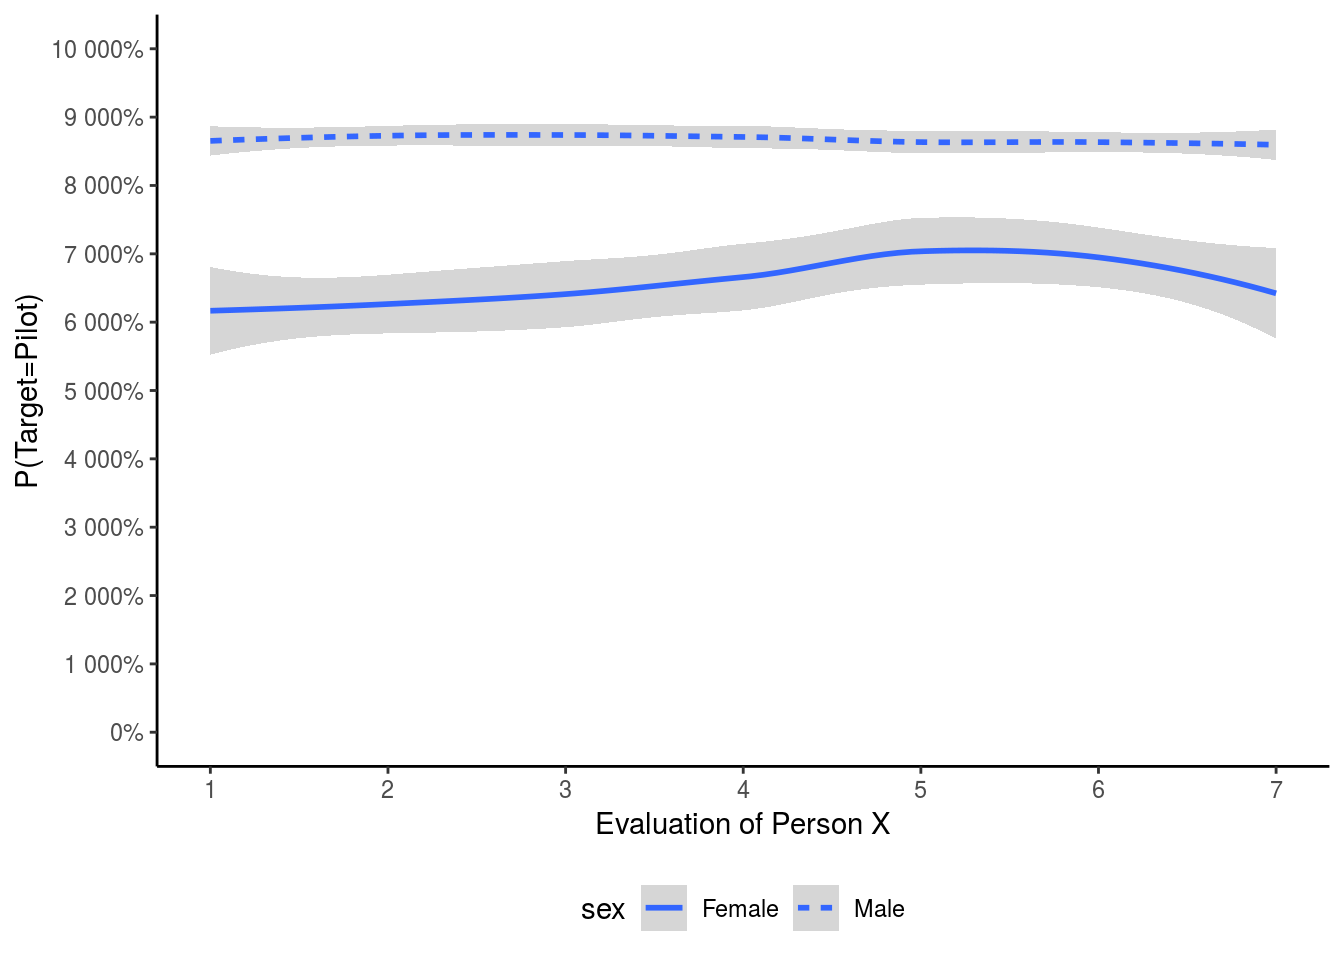 10 000%
9 000%
8 000%
7 000%
6 000%
5 000%
4 000%
3 000%
2 000%
1 000%
0%
P(Target=Pilot)
1 2 3 4 5 6 7
Evaluation of Person X
sex Female Male